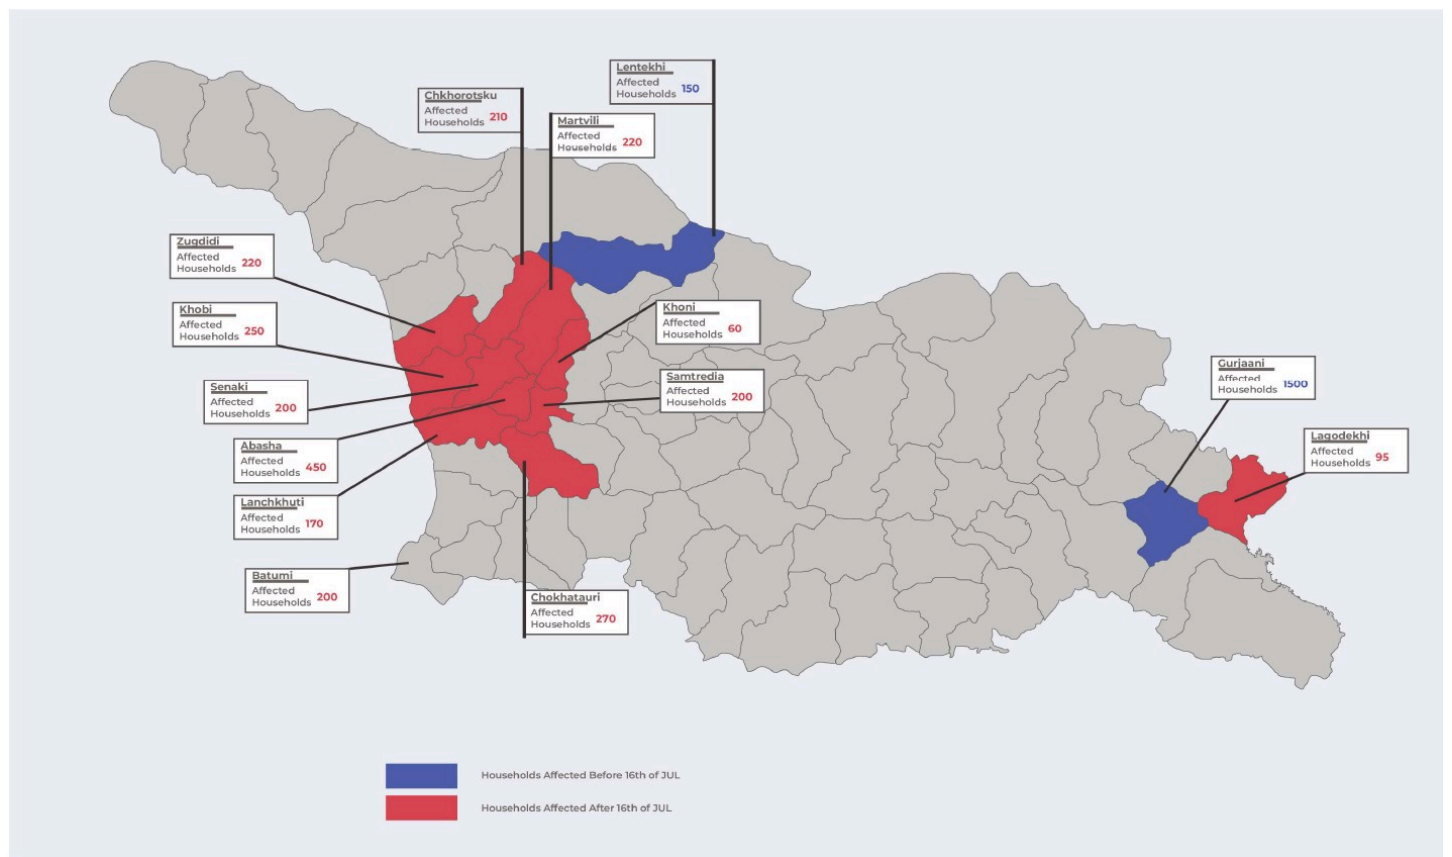 Lentekhi
Affected
Households 150
Chkhorotsku
Affected
Households 210
Martvili
Affected
Households 220
Zugdidi
Affected
Households 220
Khobi
Affected
Households 250
Khoni
Affected
Households 60
Senaki
Affected
Households 200
Samtredia
Affected
Households 200
Gurjaani
Affected
Households 1500
Lagodekhi
Affected
Households 95
Abasha
Affected
Households 450
Lanchkhuti
Affected
Households 170
Batumi
Affected
Households 200
Chokhatauri
Affected
Households 270
Households Affected Before 16th of JUL
Households Affected After 16th of JUL